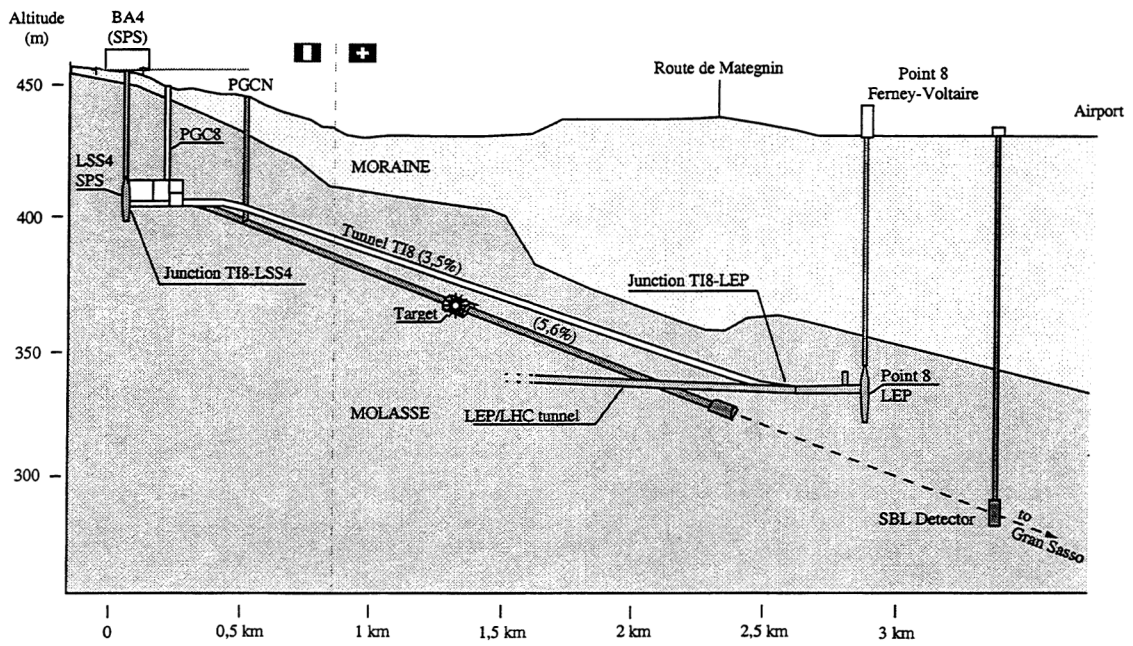 Altitude
(m)
BA4
(SPS)
PGCN
Route de Mategnin
Point 8
Ferney-Voltaire
Airport
450
PGC8
LSS4
SPS
MORAINE
400
Tunnel TI8 (3,5%)
Junction TI8-LSS4
Junction TI8-LEP
Target
(5,6%)
350
Point 8
LEP
MOLASSE
LEP/LHC tunnel
300
SBL Detector
to
Gran Sasso
0
0,5 km
1 km
1,5 km
2 km
2,5 km
3 km